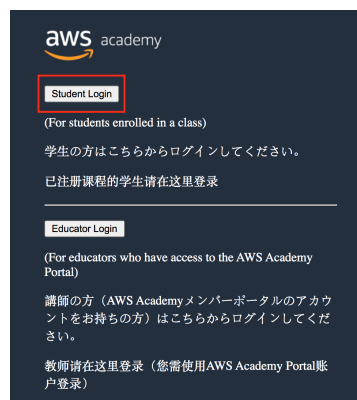 aws academy
Student Login
(For students enrolled in a class)
学生の方はこちらからログインしてください。
已注册课程的学生请在这里登录
Educator Login
(For educators who have access to the AWS Academy
Portal)
講師の方（AWS Academyメンバーポータルのアカウ
ントをお持ちの方）はこちらからログインしてくだ
さい。
教师请在这里登录（您需使用AWS Academy Portal账
户登录）